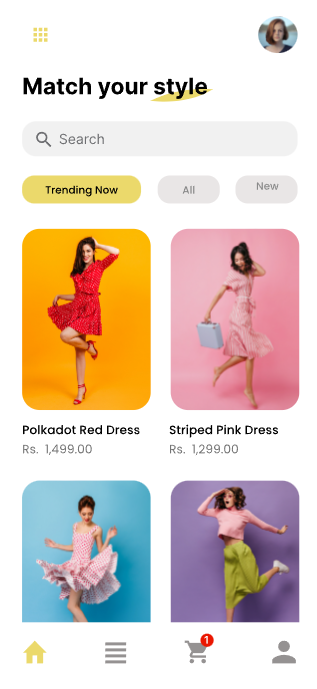 Match your style
Search
Trending Now
All
New
Polkadot Red Dress
Rs. 1,499.00
Striped Pink Dress
Rs. 1,299.00
1